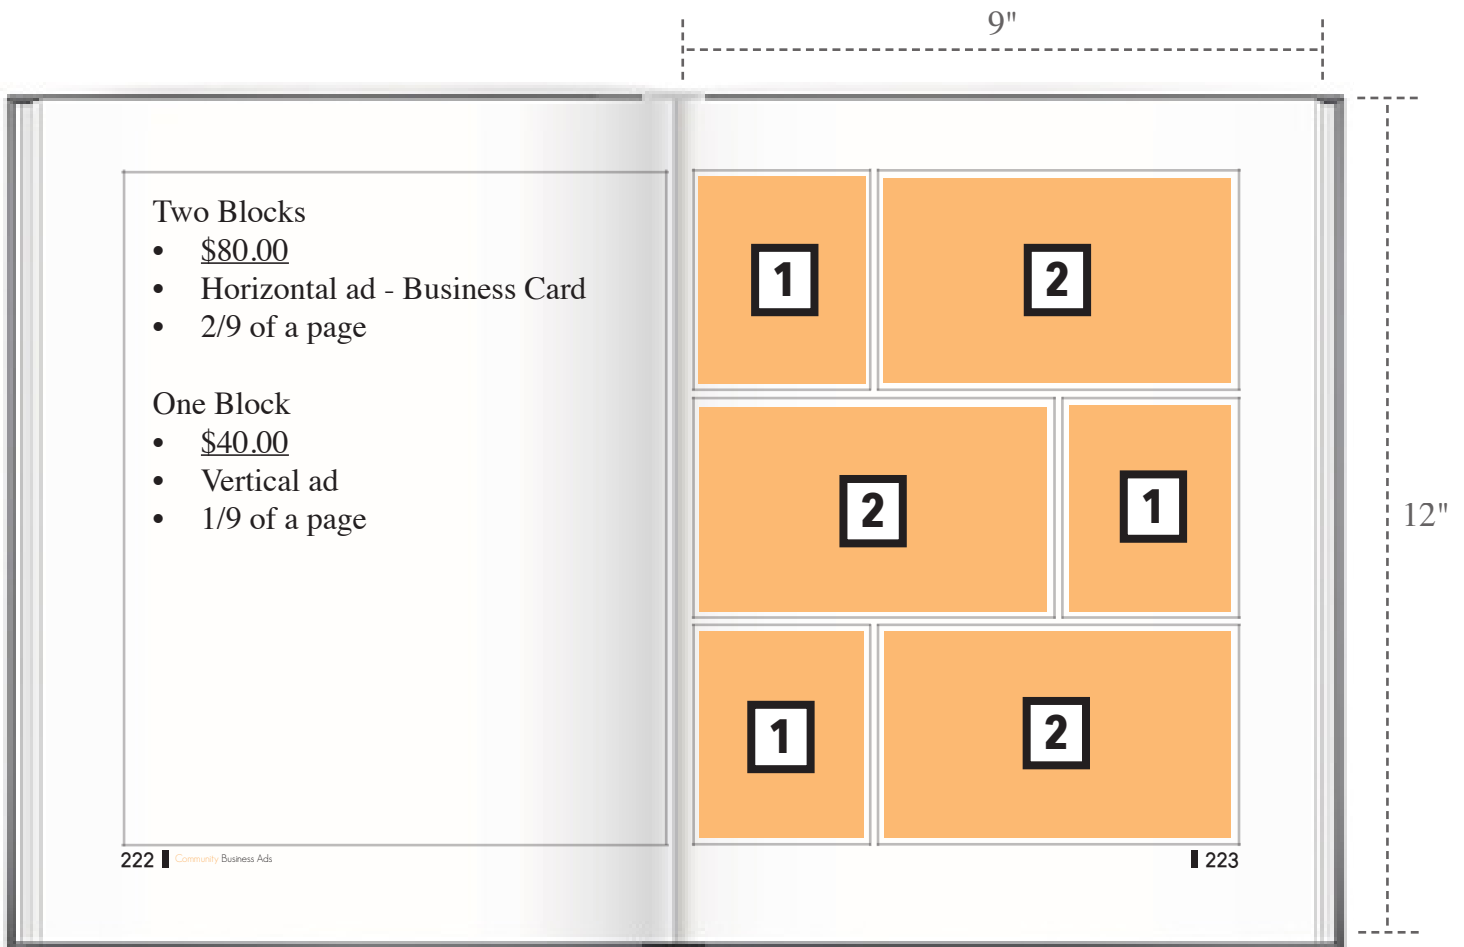 9"
Two Blocks
• $80.00
• Horizontal ad - Business Card
• 2/9 of a page
One Block
• $40.00
• Vertical ad
• 1/9 of a page
222 Community Business Ads
1
2
2
1
1
2
223
12"